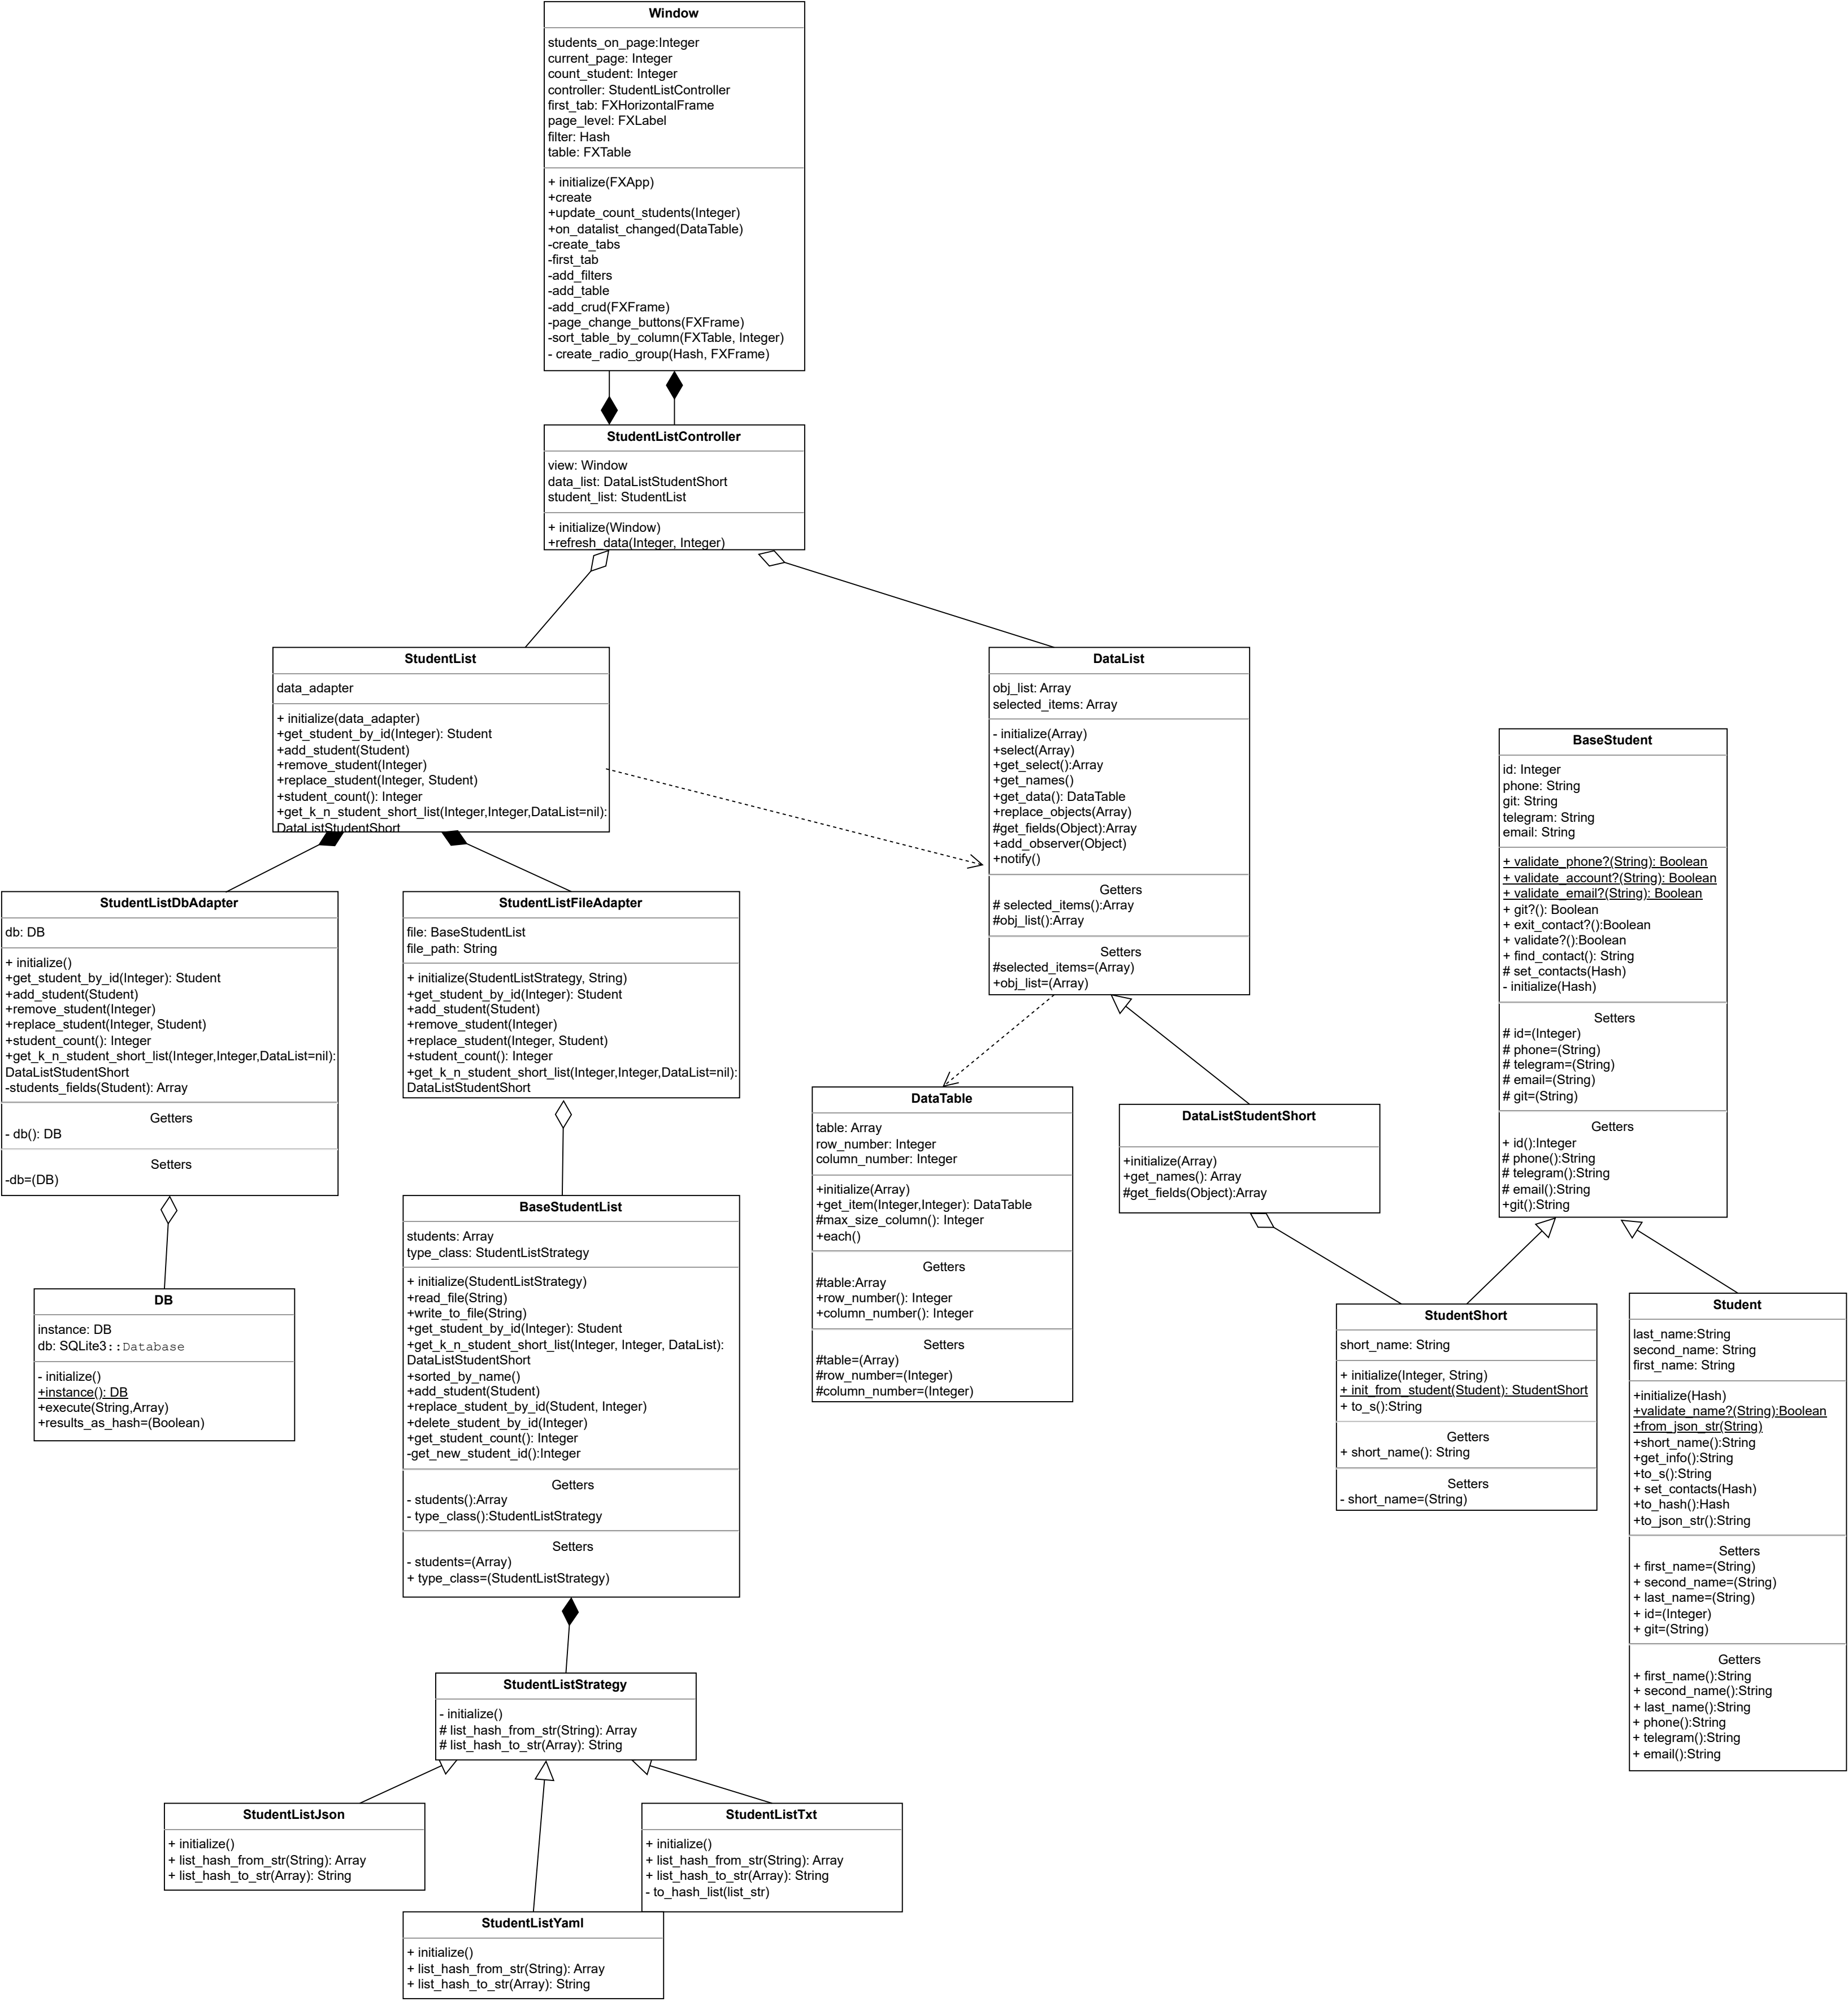 Window
students_on_page:Integer
current_page: Integer
count_student: Integer
controller: StudentListController
first_tab: FXHorizontalFrame
page_level: FXLabel
filter: Hash
table: FXTable
+ initialize(FXApp)
+create
+update_count_students(Integer)
+on_datalist_changed(DataTable)
-create_tabs
-first_tab
-add_filters
-add_table
-add_crud(FXFrame)
-page_change_buttons(FXFrame)
-sort_table_by_column(FXTable, Integer)
- create_radio_group(Hash, FXFrame)
StudentListController
view: Window
data_list: DataListStudentShort
student_list: StudentList
+ initialize(Window)
+refresh_data(Integer, Integer)
StudentList
data_adapter
+ initialize(data_adapter)
+get_student_by_id(Integer): Student
+add_student(Student)
+remove_student(Integer)
+replace_student(Integer, Student)
+student_count(): Integer
+get_k_n_student_short_list(Integer,Integer,DataList=nil):
DataListStudentShort
DataList
obj_list: Array
selected_items: Array
- initialize(Array)
+select(Array)
+get_select():Array
+get_names()
+get_data(): DataTable
+replace_objects(Array)
#get_fields(Object):Array
+add_observer(Object)
+notify()
Getters
# selected_items():Array
#obj_list():Array
Setters
#selected_items=(Array)
+obj_list=(Array)
BaseStudent
id: Integer
phone: String
git: String
telegram: String
email: String
+ validate_phone?(String): Boolean
+ validate_account?(String): Boolean
+ validate_email?(String): Boolean
+ git?(): Boolean
+ exit_contact?():Boolean
+ validate?():Boolean
+ find_contact(): String
# set_contacts(Hash)
- initialize(Hash)
Setters
# id=(Integer)
# phone=(String)
# telegram=(String)
# email=(String)
# git=(String)
Getters
+ id():Integer
# phone():String
# telegram():String
# email():String
+git():String
StudentListDbAdapter
db: DB
+ initialize()
+get_student_by_id(Integer): Student
+add_student(Student)
+remove_student(Integer)
+replace_student(Integer, Student)
+student_count(): Integer
+get_k_n_student_short_list(Integer,Integer,DataList=nil):
DataListStudentShort
-students_fields(Student): Array
Getters
- db(): DB
Setters
-db=(DB)
StudentListFileAdapter
file: BaseStudentList
file_path: String
+ initialize(StudentListStrategy, String)
+get_student_by_id(Integer): Student
+add_student(Student)
+remove_student(Integer)
+replace_student(Integer, Student)
+student_count(): Integer
+get_k_n_student_short_list(Integer,Integer,DataList=nil):
DataListStudentShort
DataTable
table: Array
row_number: Integer
column_number: Integer
+initialize(Array)
+get_item(Integer,Integer): DataTable
#max_size_column(): Integer
+each()
Getters
#table:Array
+row_number(): Integer
+column_number(): Integer
Setters
#table=(Array)
#row_number=(Integer)
#column_number=(Integer)
DataListStudentShort
+initialize(Array)
+get_names(): Array
#get_fields(Object):Array
DB
instance: DB
db: SQLite3::Database
- initialize()
+instance(): DB
+execute(String,Array)
+results_as_hash=(Boolean)
BaseStudentList
students: Array
type_class: StudentListStrategy
+ initialize(StudentListStrategy)
+read_file(String)
+write_to_file(String)
+get_student_by_id(Integer): Student
+get_k_n_student_short_list(Integer, Integer, DataList):
DataListStudentShort
+sorted_by_name()
+add_student(Student)
+replace_student_by_id(Student, Integer)
+delete_student_by_id(Integer)
+get_student_count(): Integer
-get_new_student_id():Integer
Getters
- students():Array
- type_class():StudentListStrategy
Setters
- students=(Array)
+ type_class=(StudentListStrategy)
StudentShort
short_name: String
+ initialize(Integer, String)
+ init_from_student(Student): StudentShort
+ to_s():String
Getters
+ short_name(): String
Setters
- short_name=(String)
Student
last_name:String
second_name: String
first_name: String
+initialize(Hash)
+validate_name?(String):Boolean
+from_json_str(String)
+short_name():String
+get_info():String
+to_s():String
+ set_contacts(Hash)
+to_hash():Hash
+to_json_str():String
Setters
+ first_name=(String)
+ second_name=(String)
+ last_name=(String)
+ id=(Integer)
+ git=(String)
Getters
+ first_name():String
+ second_name():String
+ last_name():String
+ phone():String
+ telegram():String
+ email():String
StudentListStrategy
- initialize()
# list_hash_from_str(String): Array
# list_hash_to_str(Array): String
StudentListJson
+ initialize()
+ list_hash_from_str(String): Array
+ list_hash_to_str(Array): String
StudentListTxt
+ initialize()
+ list_hash_from_str(String): Array
+ list_hash_to_str(Array): String
- to_hash_list(list_str)
StudentListYaml
+ initialize()
+ list_hash_from_str(String): Array
+ list_hash_to_str(Array): String